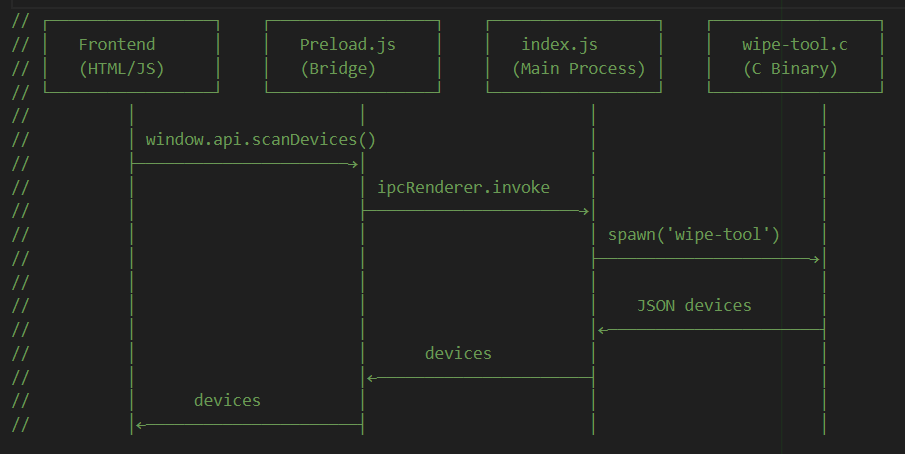 // ┌─────────────────┐    ┌─────────────────┐    ┌─────────────────┐    ┌─────────────────┐
// │   Frontend      │    │   Preload.js    │    │   index.js      │    │   wipe-tool.c   │
// │   (HTML/JS)     │    │   (Bridge)      │    │  (Main Process) │    │   (C Binary)    │
// └─────────────────┘    └─────────────────┘    └─────────────────┘    └─────────────────┘
//          │                       │                       │                       │
//          │ window.api.scanDevices()                      │                       │
//          ├──────────────────────→│                       │                       │
//          │                       │ ipcRenderer.invoke    │                       │
//          │                       ├──────────────────────→│                       │
//          │                       │                       │ spawn('wipe-tool')    │
//          │                       │                       ├──────────────────────→│
//          │                       │                       │                       │
//          │                       │                       │    JSON devices       │
//          │                       │                       │←──────────────────────┤
//          │                       │      devices          │                       │
//          │                       │←──────────────────────┤                       │
//          │      devices          │                       │                       │
//          │←──────────────────────┤                       │                       │